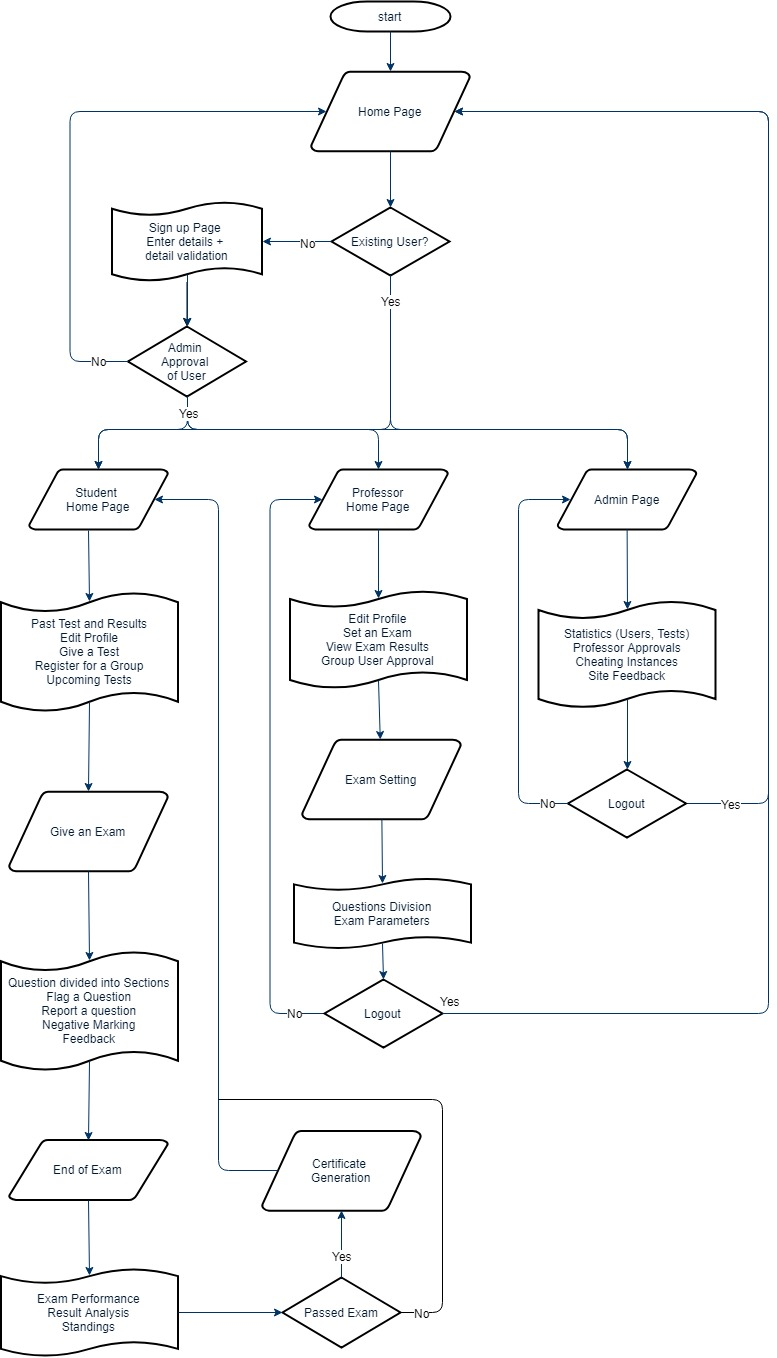 start
Home Page
Existing User?
No
Sign up Page
Enter details +
detail validation
Yes
Admin
Approval
of User
No
Yes
Student
Home Page
Professor
Home Page
Admin Page
Past Test and Results
Edit Profile
Give a Test
Register for a Group
Upcoming Tests
Edit Profile
Set an Exam
View Exam Results
Group User Approval
Statistics (Users, Tests)
Professor Approvals
Cheating Instances
Site Feedback
Give an Exam
Exam Setting
No
Logout
Yes
Questions Division
Exam Parameters
Question divided into Sections
Flag a Question
Report a question
Negative Marking
Feedback
No
Logout
Yes
End of Exam
Certificate
Generation
Yes
Exam Performance
Result Analysis
Standings
Passed Exam
No